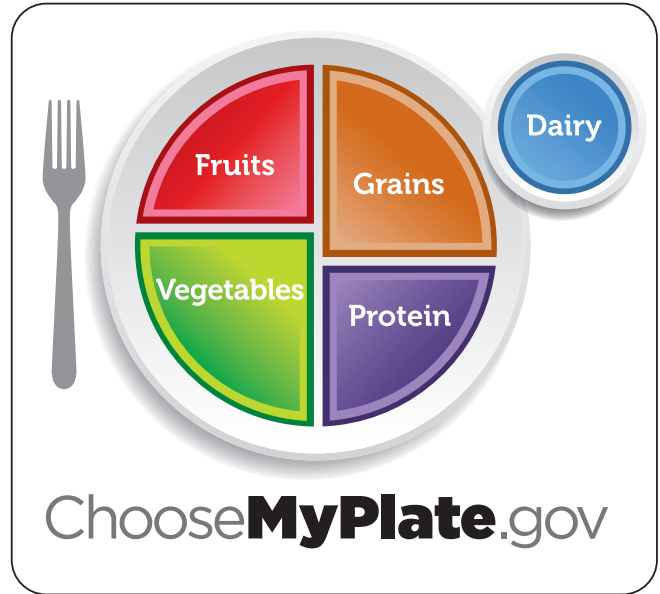 Fruits
Grains
Dairy
Vegetables
Protein
ChooseMyPlate.gov